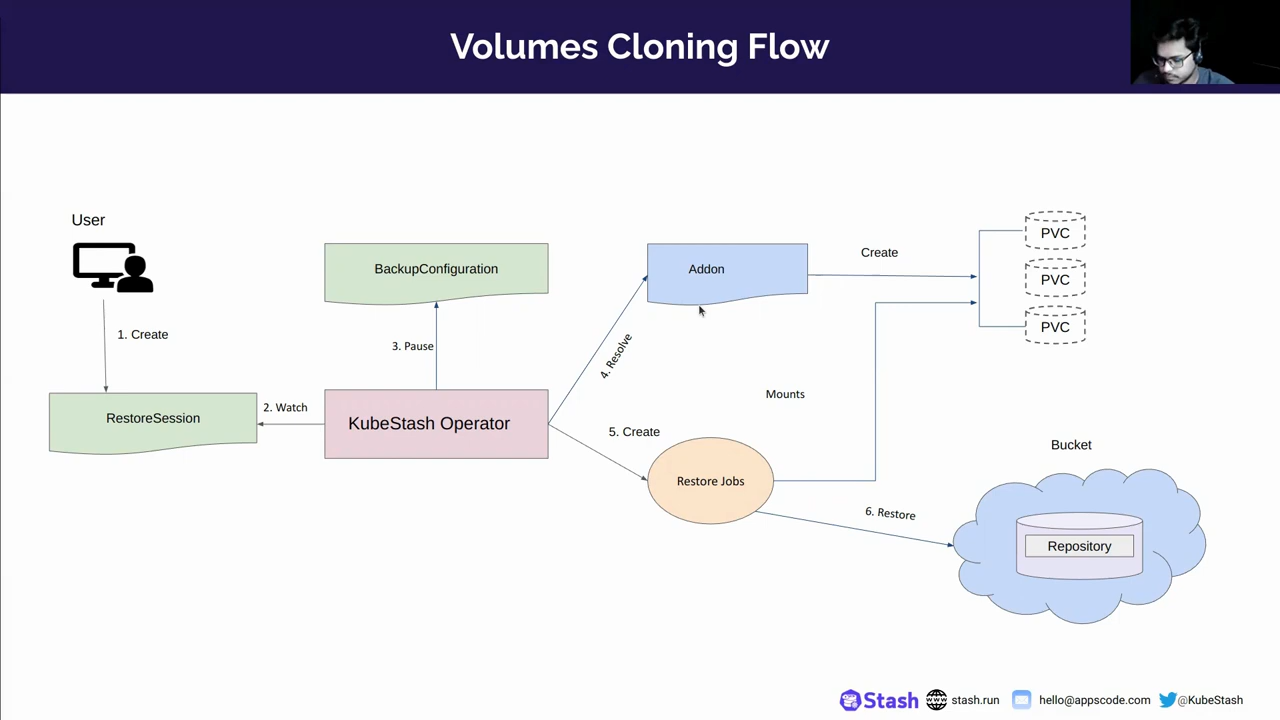 Volumes Cloning Flow
User
1. Create
RestoreSession
2. Watch
BackupConfiguration
3. Pause
KubeStash Operator
4. Resolve
Addon
Create
PVC
PVC
PVC
5. Create
Restore Jobs
Mounts
6. Restore
Bucket
Repository
Stash stash.run hello@appscode.com @KubeStash